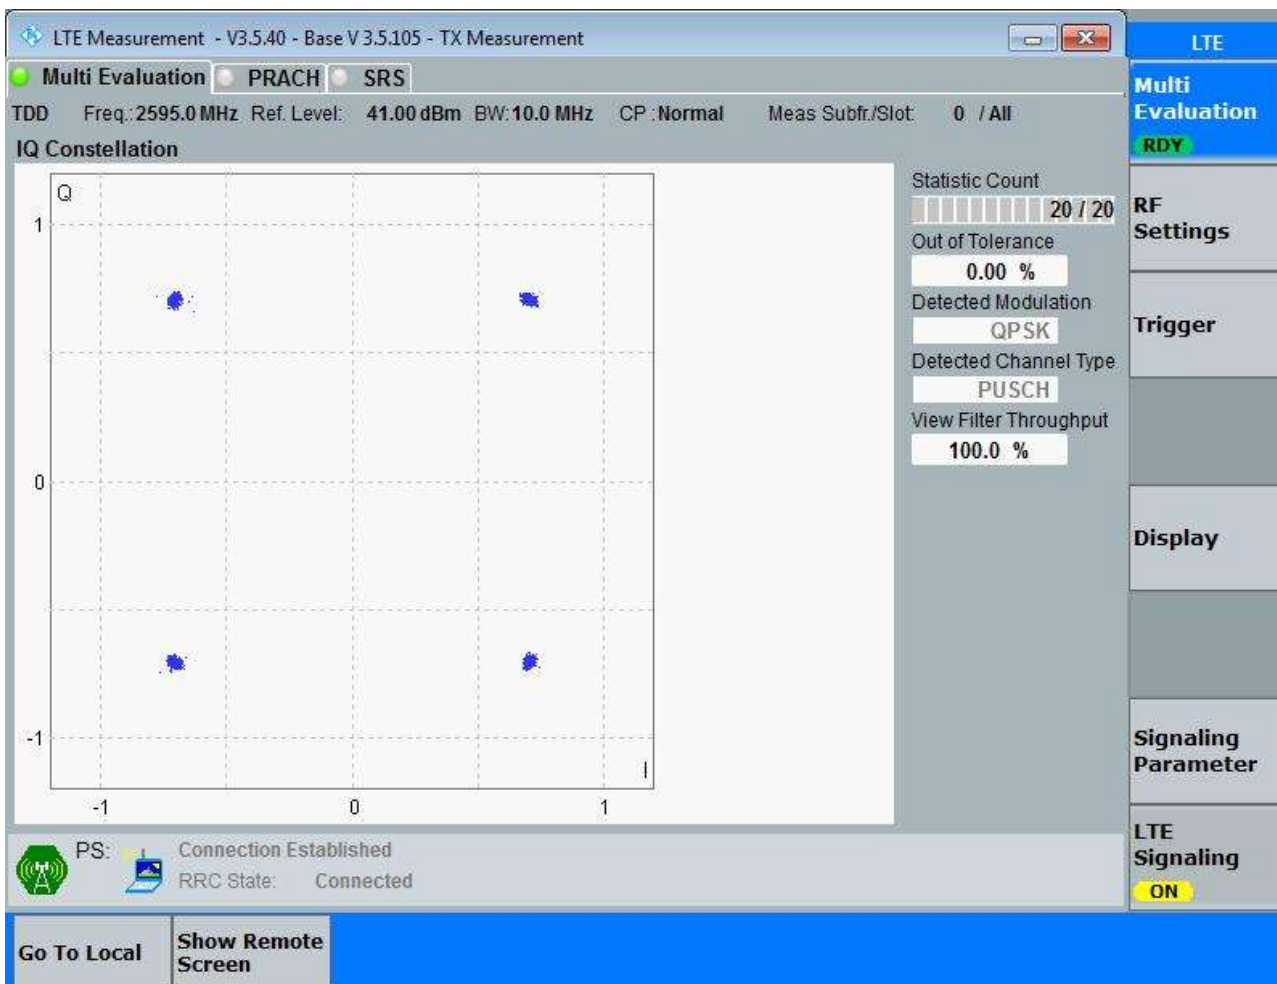 LTE Measurement - V3.5.40 - Base V 3.5.105 - TX Measurement
LTE
Multi Evaluation PRACH SRS
TDD Freq.: 2595.0 MHz Ref. Level: 41.00 dBm BW: 10.0 MHz CP : Normal Meas Subfr./Slot: 0 / All
IQ Constellation
Q
1
0
-1
I
-1 0 1
Statistic Count
20 / 20
Out of Tolerance
0.00 %
Detected Modulation
QPSK
Detected Channel Type
PUSCH
View Filter Throughput
100.0 %
Multi
Evaluation
RDY
RF
Settings
Trigger
Display
Signaling
Parameter
LTE
Signaling
ON
PS: Connection Established
RRC State: Connected
Go To Local
Show Remote
Screen